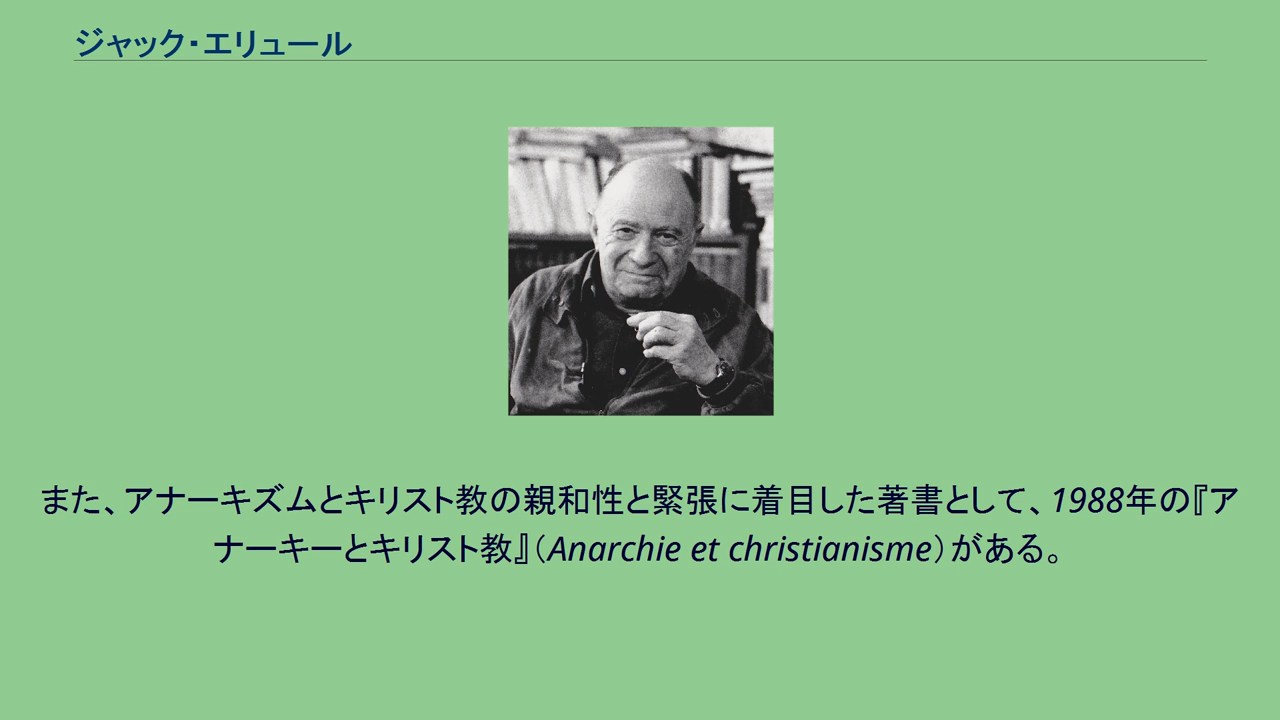 ジャック・エリュール
また、アナーキズムとキリスト教の親和性と緊張に着目した著書として、1988年の『ア
ナーキーとキリスト教』（Anarchie et christianisme）がある。